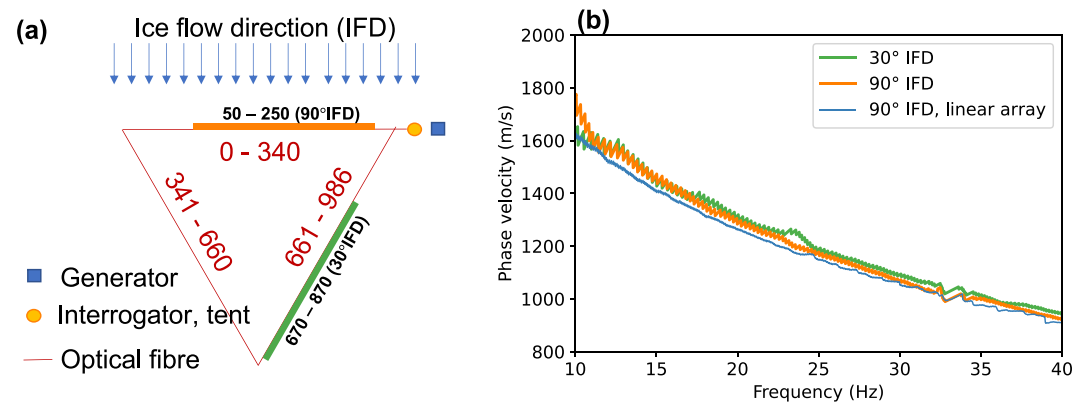 (a)
Ice flow direction (IFD)
50 – 250 (90°IFD)
0 - 340
341 - 660
661 - 986
670 – 870 (30°IFD)
Generator
Interrogator, tent
Optical fibre
(b)
2000
1800
1600
1400
1200
1000
800
Phase velocity (m/s)
30° IFD
90° IFD
90° IFD, linear array
10 15 20 25 30 35 40
Frequency (Hz)